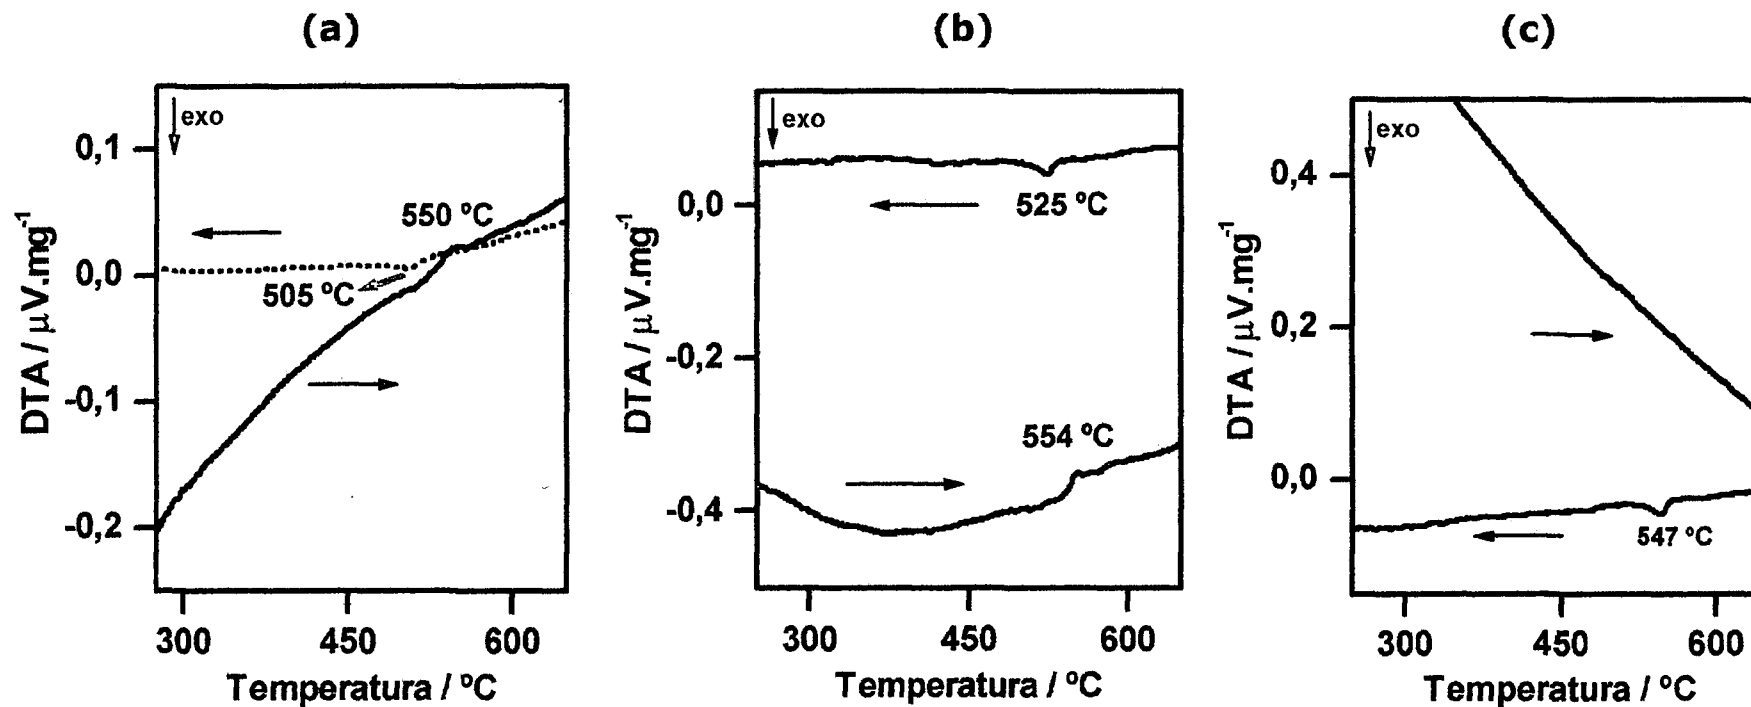 (a)
exo
0,1
0,0
-0,1
-0,2
550 ºC
505 ºC
DTA / µV.mg⁻¹
300 450 600
Temperatura / ºC
(b)
exo
0,0
-0,2
-0,4
525 ºC
554 ºC
DTA / µV.mg⁻¹
300 450 600
Temperatura / ºC
(c)
exo
0,4
0,2
0,0
547 ºC
DTA / µV.mg⁻¹
300 450 600
Temperatura / ºC